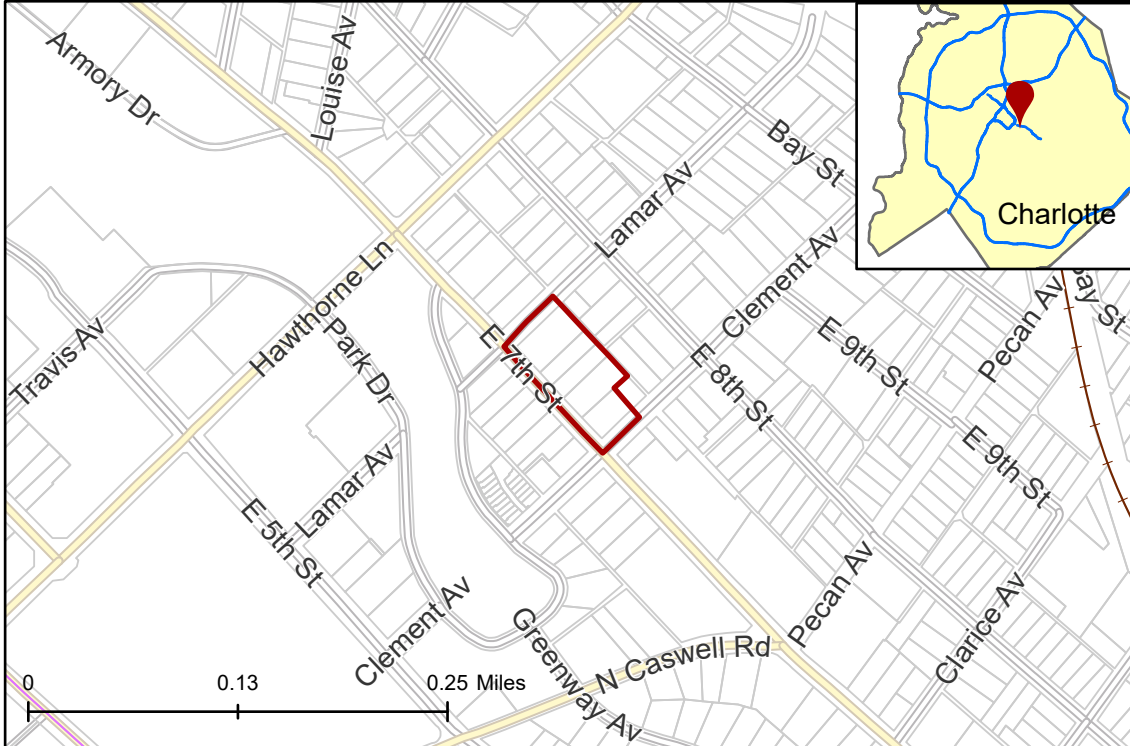 Armory Dr
Louise Av
Bay St
Lamar Av
Charlotte
Clement Av
Hawthorne Ln
Pecan Av
Bay St
Travis Av
Park Dr
E 7th St
E 9th St
E 8th St
E 9th St
Lamar Av
E 5th St
Pecan Av
Clement Av
Greenway Av
Clarice Av
N Caswell Rd
0 0.13 0.25 Miles